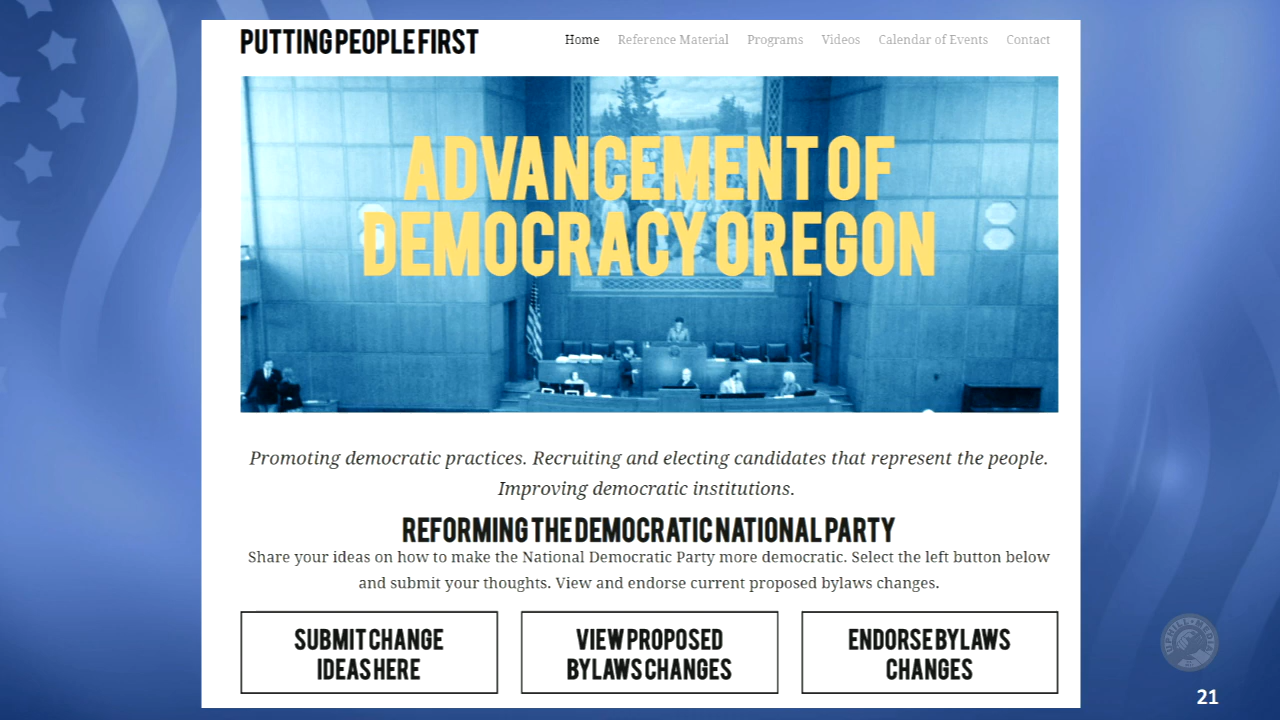 PUTTING PEOPLE FIRST
Home Reference Material Programs Videos Calendar of Events Contact
ADVANCEMENT OF
DEMOCRACY OREGON
Promoting democratic practices. Recruiting and electing candidates that represent the people.
Improving democratic institutions.
REFORMING THE DEMOCRATIC NATIONAL PARTY
Share your ideas on how to make the National Democratic Party more democratic. Select the left button below
and submit your thoughts. View and endorse current proposed bylaws changes.
SUBMIT CHANGE
IDEAS HERE
VIEW PROPOSED
BYLAWS CHANGES
ENDORSE BYLAWS
CHANGES
21